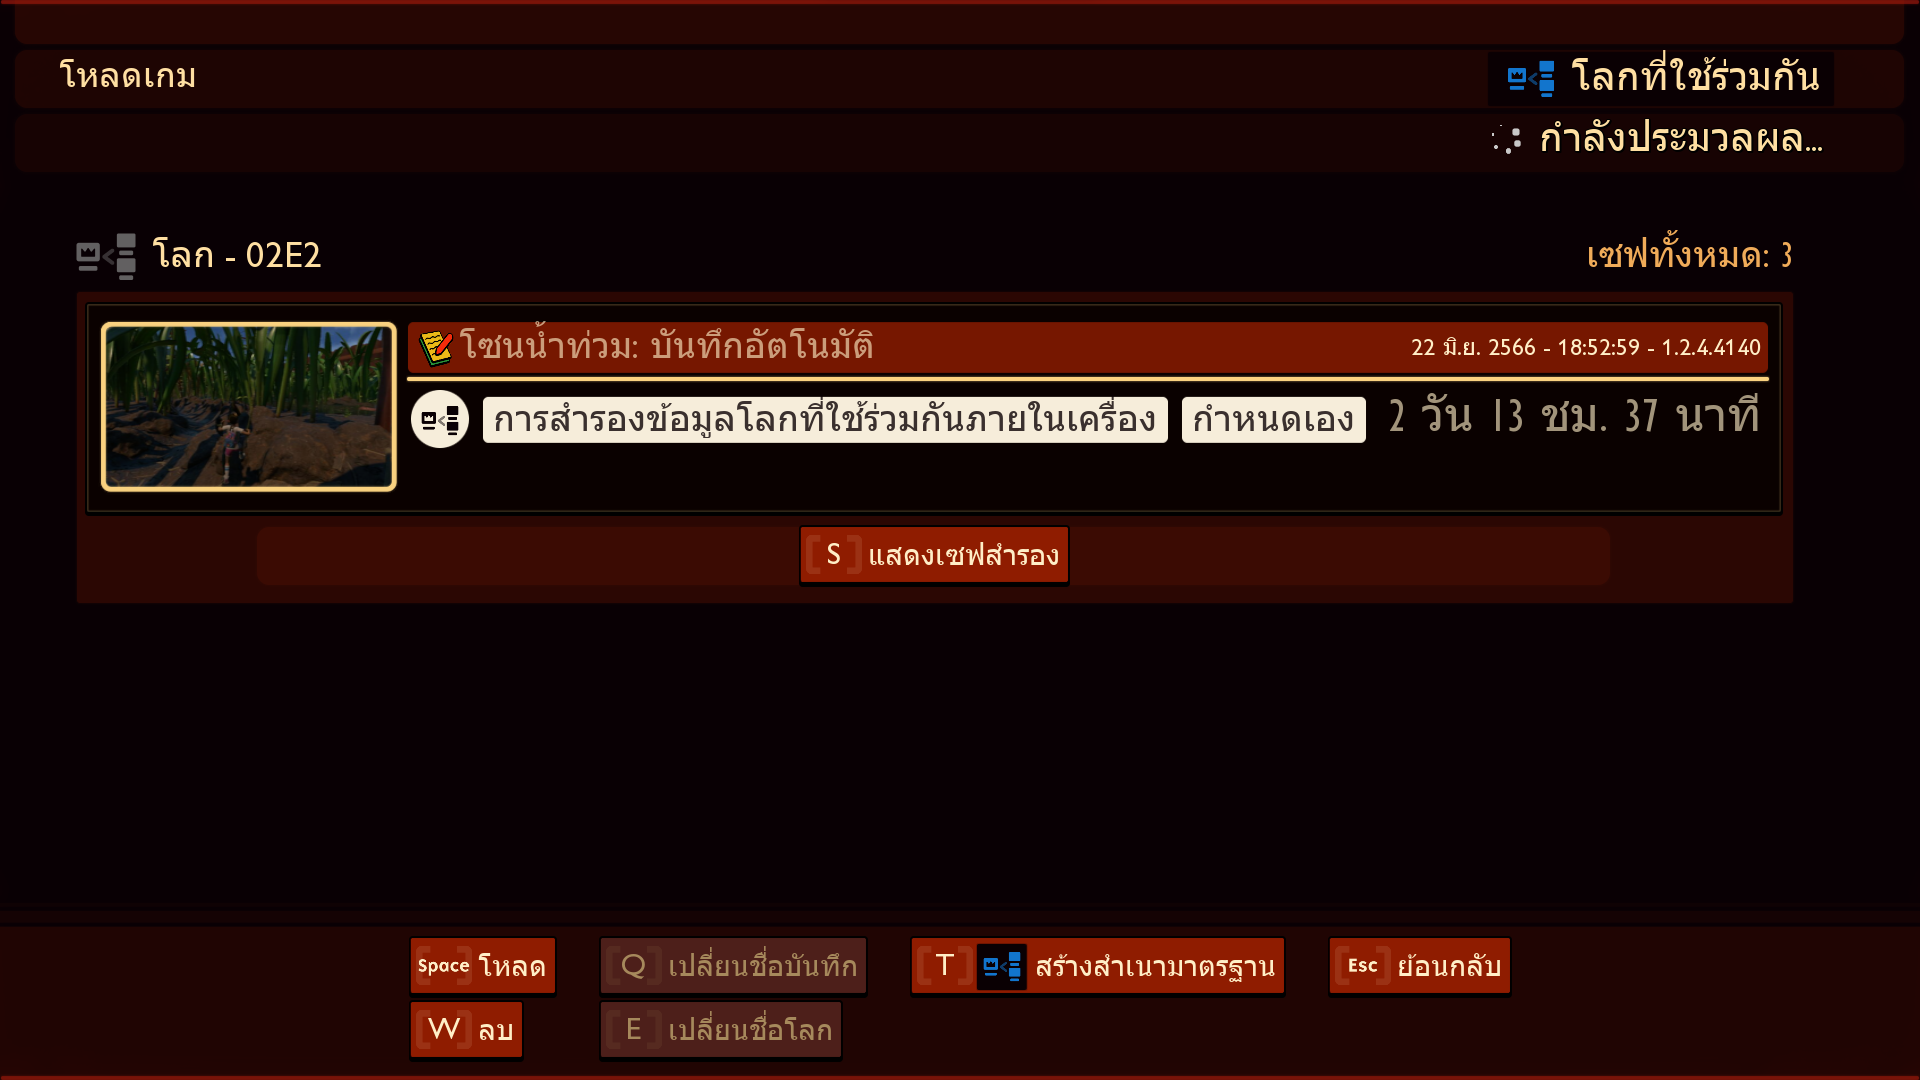 โหลดเกม
โลกที่ใช้ร่วมกัน
กำลังประมวลผล...
โลก - 02E2
เซฟทั้งหมด: 3
โซนน้ำท่วม: บันทึกอัตโนมัติ
22 มิ.ย. 2566 - 18:52:59 - 1.2.4.4140
การสำรองข้อมูลโลกที่ใช้ร่วมกันภายในเครื่อง กำหนดเอง 2 วัน 13 ชม. 37 นาที
S แสดงเซฟสำรอง
Space โหลด
Q เปลี่ยนชื่อบันทึก
T สร้างสำเนามาตรฐาน
Esc ย้อนกลับ
W ลบ
E เปลี่ยนชื่อโลก